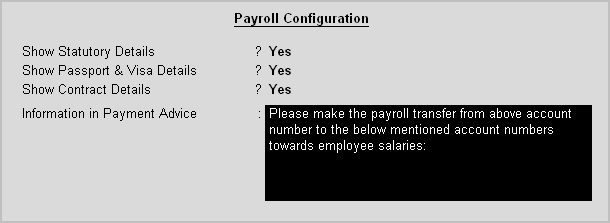 Payroll Configuration
Show Statutory Details ? Yes
Show Passport & Visa Details ? Yes
Show Contract Details ? Yes
Information in Payment Advice : Please make the payroll transfer from above account
number to the below mentioned account numbers
towards employee salaries: